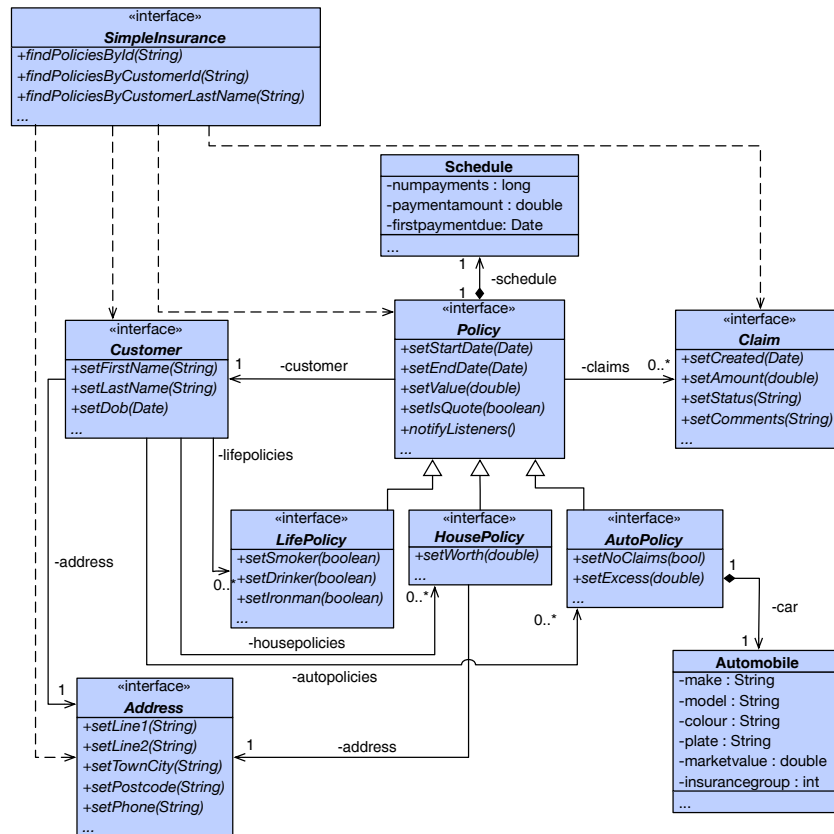 «interface»
SimpleInsurance
+findPoliciesById(String)
+findPoliciesByCustomerId(String)
+findPoliciesByCustomerLastName(String)
...
Schedule
-numpayments : long
-paymentamount : double
-firstpaymentdue: Date
...
1
-schedule
1
«interface»
Customer
+setFirstName(String)
+setLastName(String)
+setDob(Date)
...
1
-customer
«interface»
Policy
+setStartDate(Date)
+setEndDate(Date)
+setValue(double)
+setIsQuote(boolean)
+notifyListeners()
...
-claims
0..*
«interface»
Claim
+setCreated(Date)
+setAmount(double)
+setStatus(String)
+setComments(String)
...
-lifepolicies
-address
«interface»
LifePolicy
+setSmoker(boolean)
+setDrinker(boolean)
+setIronman(boolean)
...
0..*
«interface»
HousePolicy
+setWorth(double)
...
0..*
«interface»
AutoPolicy
+setNoClaims(bool)
+setExcess(double)
...
0..*
1
-car
1
-housepolicies
-autopolicies
Automobile
-make : String
-model : String
-colour : String
-plate : String
-marketvalue : double
-insurancegroup : int
...
1
«interface»
Address
+setLine1(String)
+setLine2(String)
+setTownCity(String)
+setPostcode(String)
+setPhone(String)
...
1
-address